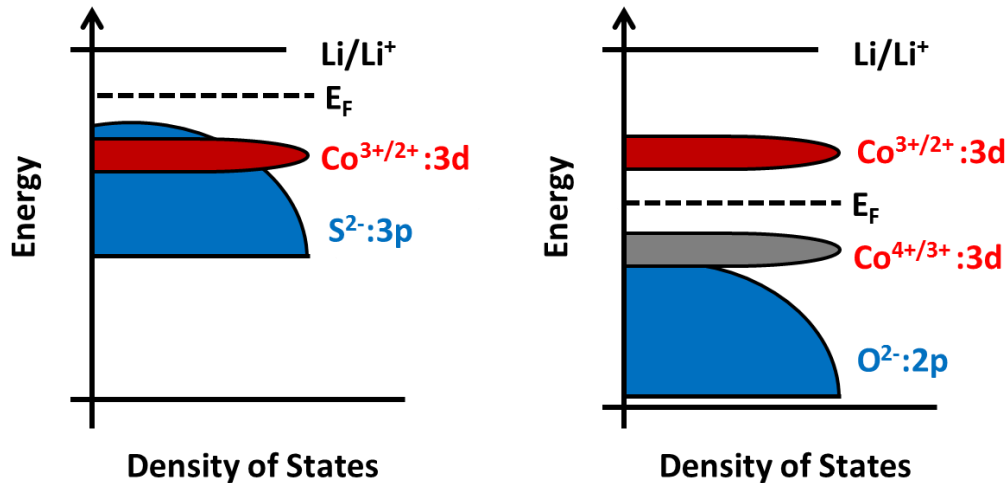 Li/Li⁺
E_F
Co³⁺/²⁺:3d
S²⁻:3p
Energy
Density of States
Li/Li⁺
Co³⁺/²⁺:3d
E_F
Co⁴⁺/³⁺:3d
O²⁻:2p
Energy
Density of States